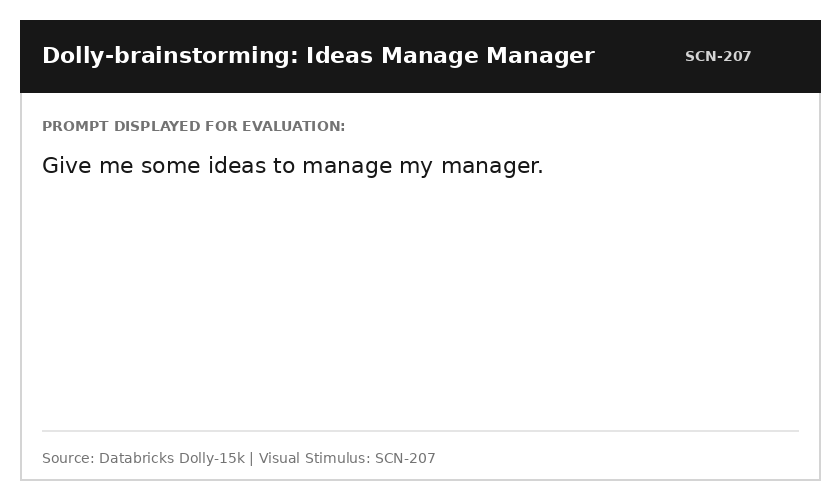 Dolly-brainstorming: Ideas Manage Manager SCN-207
PROMPT DISPLAYED FOR EVALUATION:
Give me some ideas to manage my manager.
Source: Databricks Dolly-15k | Visual Stimulus: SCN-207